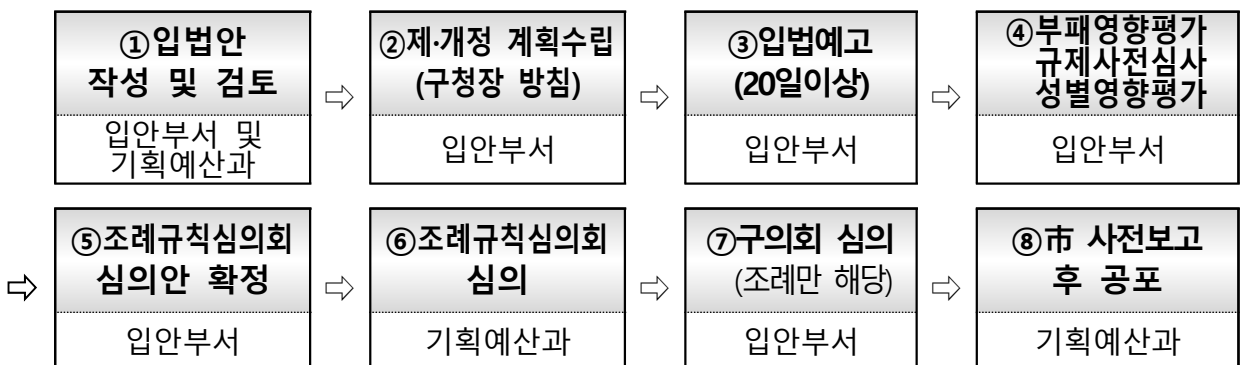 ①입법안
작성 및 검토
입안부서 및
기획예산과
②제·개정 계획수립
(구청장 방침)
입안부서
③입법예고
(20일이상)
입안부서
④부패영향평가
규제사전심사
성별영향평가
입안부서
⑤조례규칙심의회
심의안 확정
입안부서
⑥조례규칙심의회
심의
기획예산과
⑦구의회 심의
(조례만 해당)
입안부서
⑧市 사전보고
후 공포
기획예산과